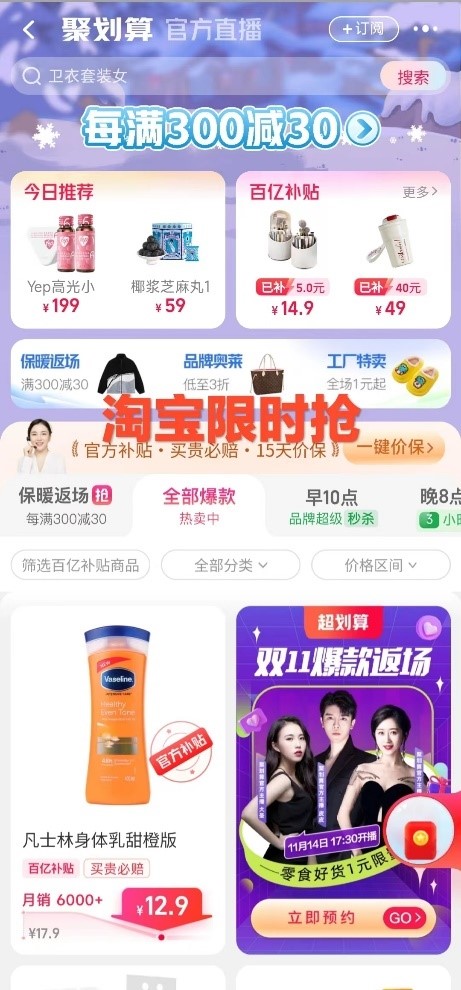 聚划算 官方直播 +订阅
卫衣套装女 搜索
每满300减30
今日推荐
百亿补贴 更多
Yep高光小
¥199
椰浆芝麻丸1
¥59
已补 5.0元
¥14.9
已补 40元
¥49
保暖返场
满300减30
品牌奥莱
低至3折
工厂特卖
全场1元起
淘宝限时抢
官方补贴·买贵必赔·15天价保 一键价保
保暖返场 抢
每满300减30
全部爆款
热卖中
早10点
品牌超级 秒杀
晚8点
筛选百亿补贴商品 全部分类 价格区间
Vaseline
Healthy
Even Tone
官方补贴
凡士林身体乳甜橙版
百亿补贴 买贵必赔
月销 6000+
¥12.9
¥17.9
超划算
双11爆款返场
11月14日 17:30开播
立即预约 GO